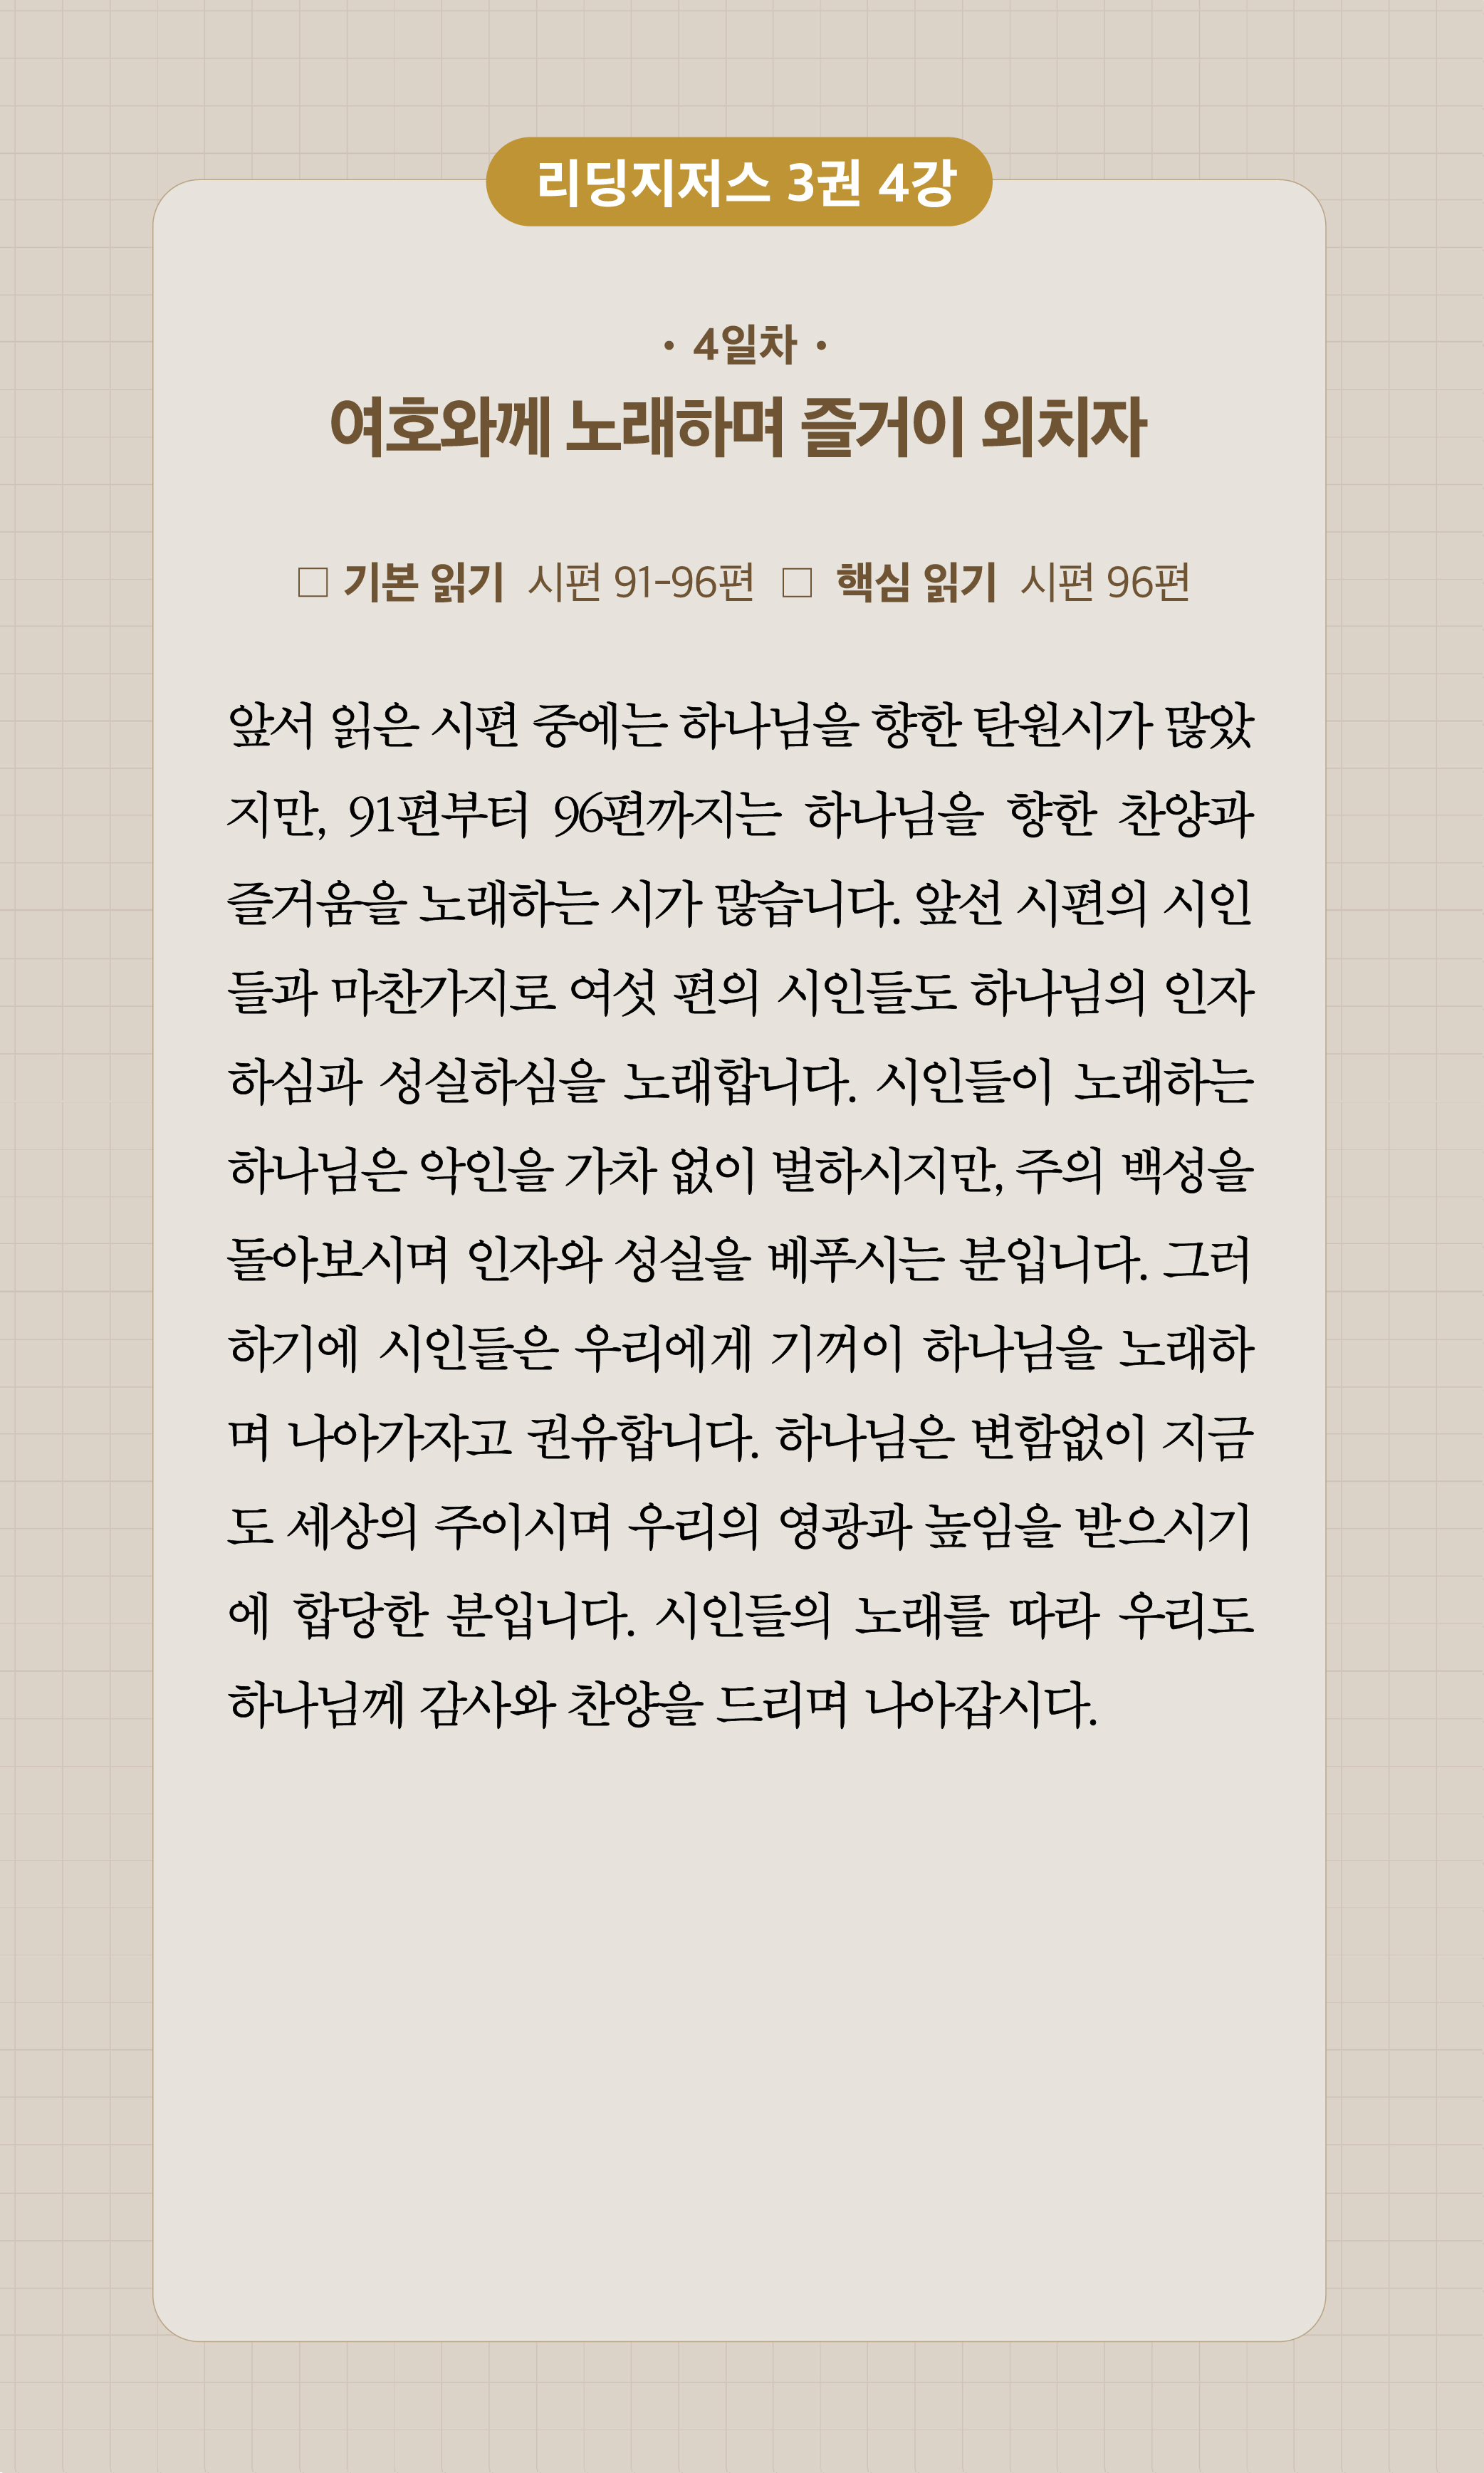 리딩지저스 3권 4강
· 4일차 ·
여호와께 노래하며 즐거이 외치자
□ 기본 읽기 시편 91-96편 □ 핵심 읽기 시편 96편
앞서 읽은 시편 중에는 하나님을 향한 탄원시가 많았
지만, 91편부터 96편까지는 하나님을 향한 찬양과
즐거움을 노래하는 시가 많습니다. 앞선 시편의 시인
들과 마찬가지로 여섯 편의 시인들도 하나님의 인자
하심과 성실하심을 노래합니다. 시인들이 노래하는
하나님은 악인을 가차 없이 벌하시지만, 주의 백성을
돌아보시며 인자와 성실을 베푸시는 분입니다. 그러
하기에 시인들은 우리에게 기꺼이 하나님을 노래하
며 나아가자고 권유합니다. 하나님은 변함없이 지금
도 세상의 주이시며 우리의 영광과 높임을 받으시기
에 합당한 분입니다. 시인들의 노래를 따라 우리도
하나님께 감사와 찬양을 드리며 나아갑시다.